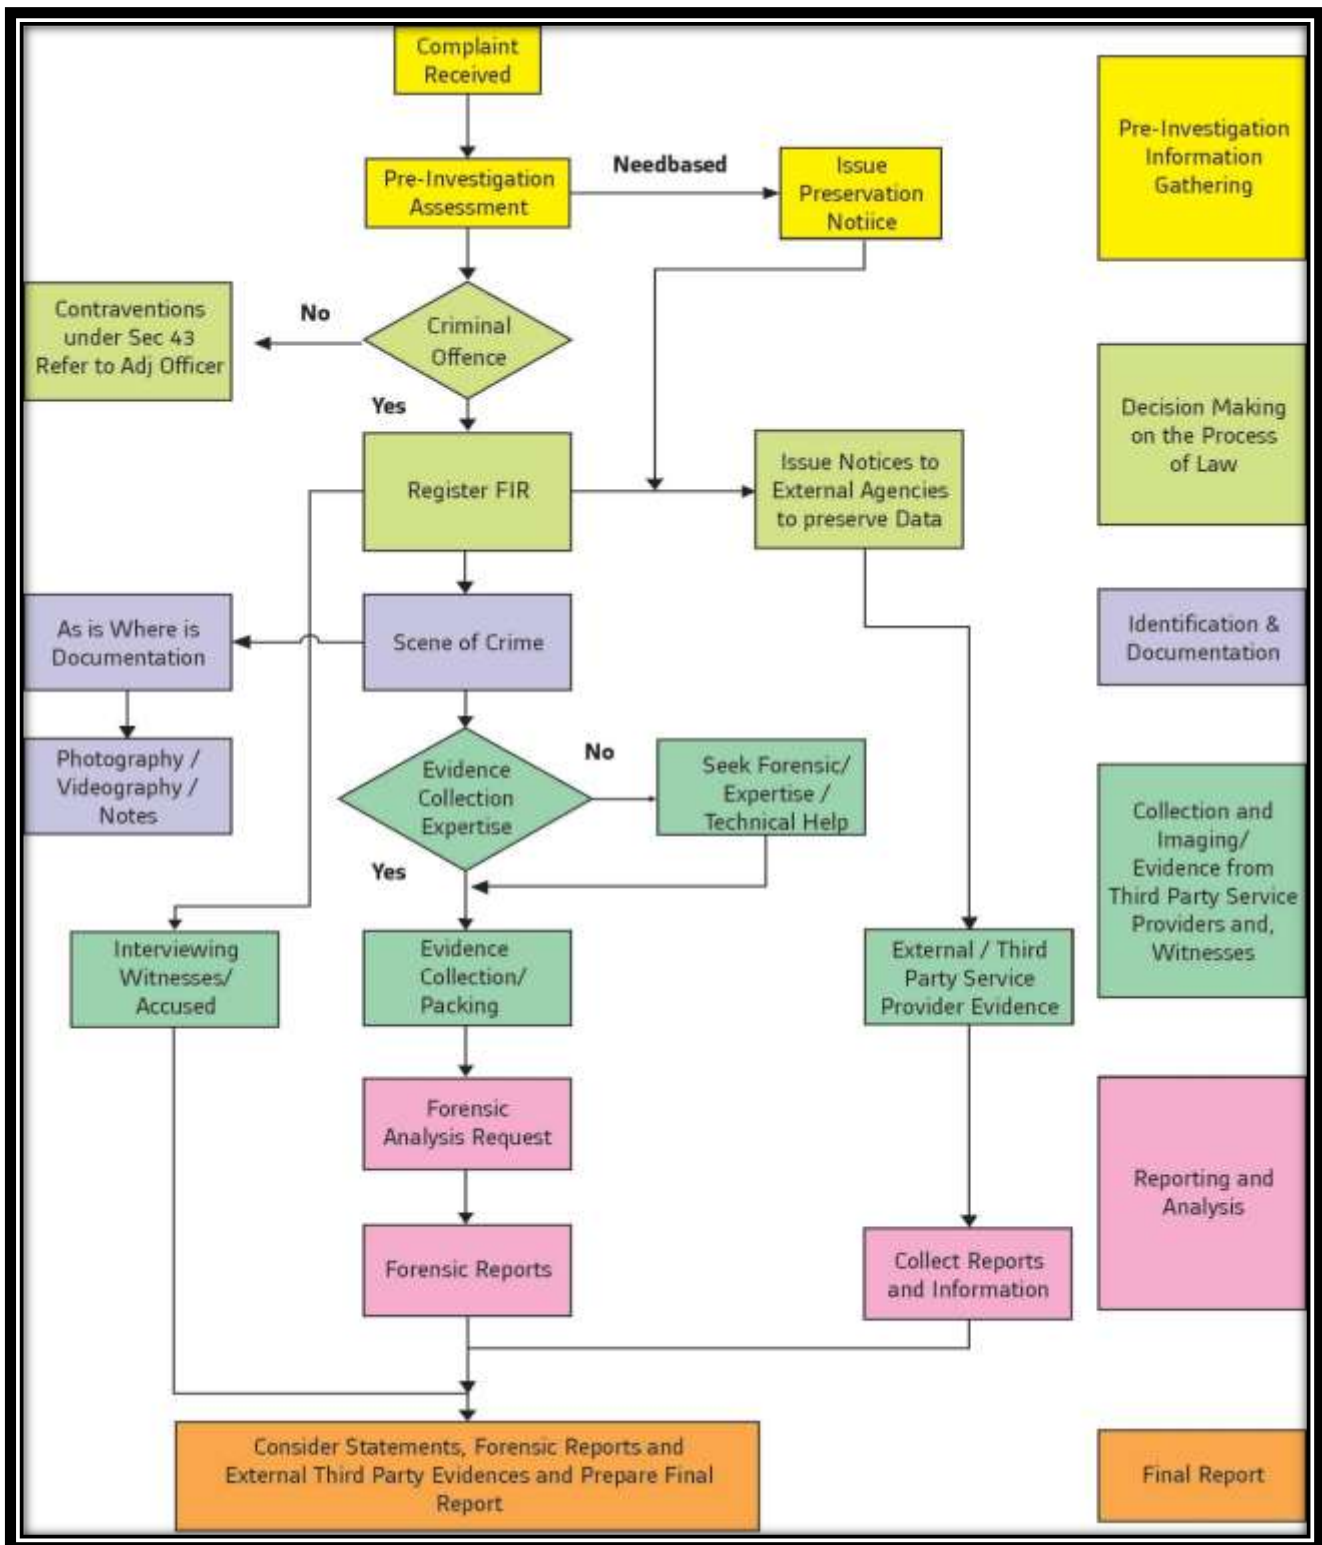 Complaint
Received
Pre-Investigation
Information
Gathering
Pre-Investigation
Assessment
Needbased
Issue
Preservation
Notiice
Contraventions
under Sec 43
Refer to Adj Officer
No
Criminal
Offence
Yes
Decision Making
on the Process
of Law
Register FIR
Issue Notices to
External Agencies
to preserve Data
As is Where is
Documentation
Scene of Crime
Identification &
Documentation
Photography /
Videography /
Notes
Evidence
Collection
Expertise
No
Seek Forensic/
Expertise /
Technical Help
Yes
Collection and
Imaging/
Evidence from
Third Party Service
Providers and,
Witnesses
Interviewing
Witnesses/
Accused
Evidence
Collection/
Packing
External / Third
Party Service
Provider Evidence
Forensic
Analysis Request
Reporting and
Analysis
Forensic Reports
Collect Reports
and Information
Consider Statements, Forensic Reports and
External Third Party Evidences and Prepare Final
Report
Final Report